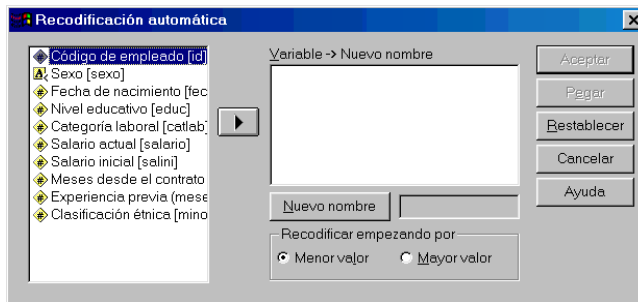 Recodificación automática
Código de empleado [id]
Sexo [sexo]
Fecha de nacimiento [fec
Nivel educativo [educ]
Categoría laboral [catlab]
Salario actual [salario]
Salario inicial [salini]
Meses desde el contrato
Experiencia previa (mese
Clasificación étnica [mino
Variable -> Nuevo nombre
Nuevo nombre
Recodificar empezando por
Menor valor
Mayor valor
Aceptar
Pegar
Restablecer
Cancelar
Ayuda